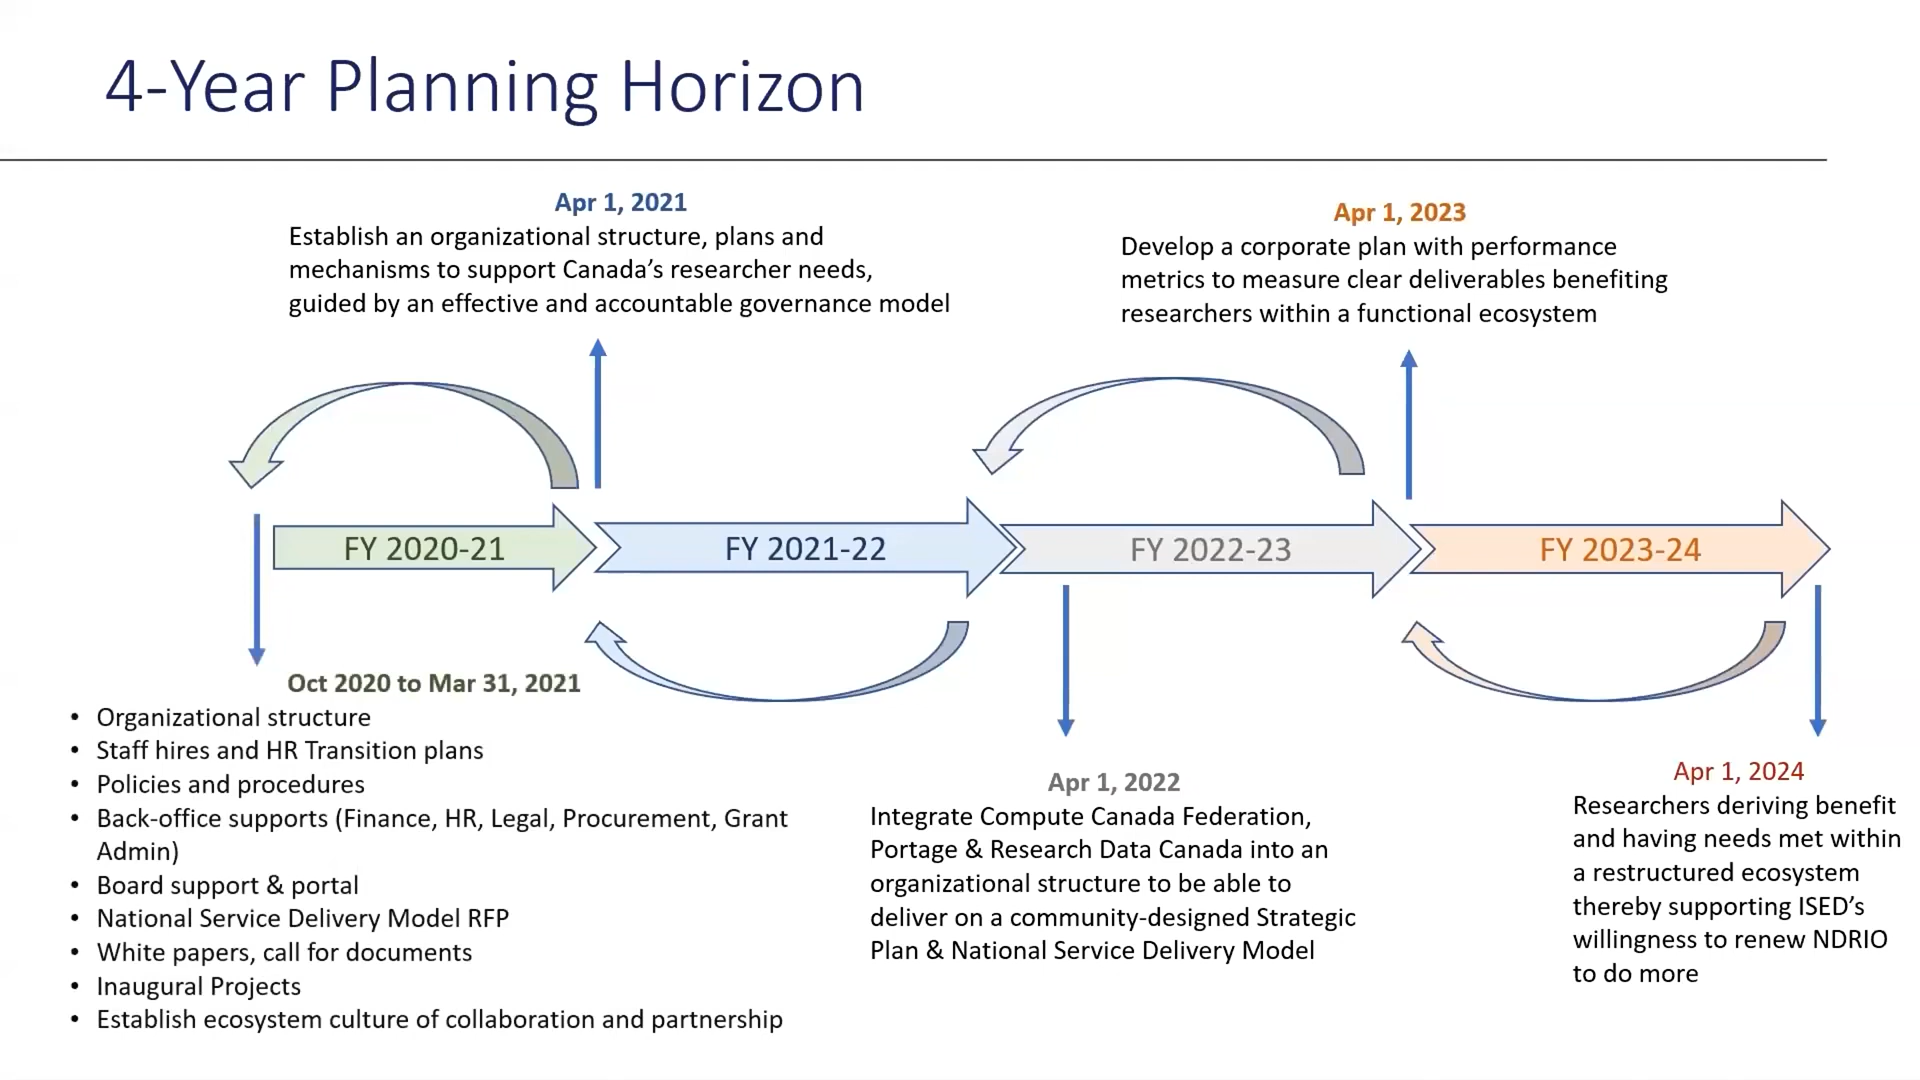 4-Year Planning Horizon
Apr 1, 2021
Establish an organizational structure, plans and
mechanisms to support Canada’s researcher needs,
guided by an effective and accountable governance model
Apr 1, 2023
Develop a corporate plan with performance
metrics to measure clear deliverables benefiting
researchers within a functional ecosystem
FY 2020-21
FY 2021-22
FY 2022-23
FY 2023-24
Oct 2020 to Mar 31, 2021
• Organizational structure
• Staff hires and HR Transition plans
• Policies and procedures
• Back-office supports (Finance, HR, Legal, Procurement, Grant
Admin)
• Board support & portal
• National Service Delivery Model RFP
• White papers, call for documents
• Inaugural Projects
• Establish ecosystem culture of collaboration and partnership
Apr 1, 2022
Integrate Compute Canada Federation,
Portage & Research Data Canada into an
organizational structure to be able to
deliver on a community-designed Strategic
Plan & National Service Delivery Model
Apr 1, 2024
Researchers deriving benefit
and having needs met within
a restructured ecosystem
thereby supporting ISED’s
willingness to renew NDRIO
to do more